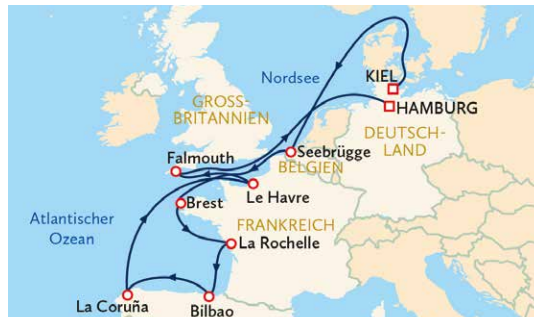 Nordsee
KIEL
HAMBURG
GROSS-
BRITANNIEN
DEUTSCH-
LAND
Falmouth
Seebrügge
BELGIEN
Le Havre
Brest
Atlantischer
Ozean
FRANKREICH
La Rochelle
La Coruña
Bilbao